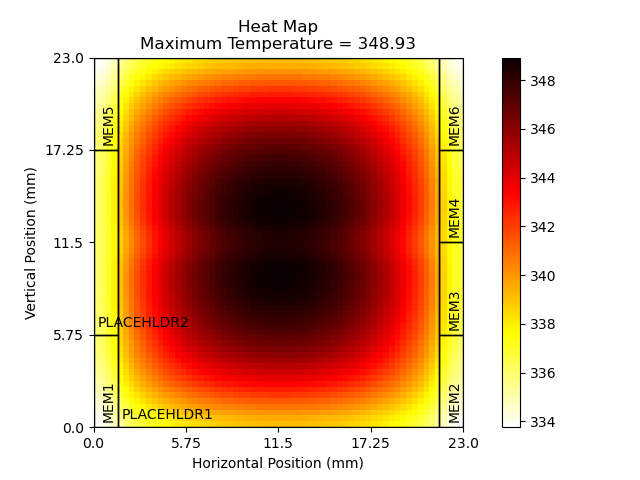 Heat Map
Maximum Temperature = 348.93
23.0
17.25
11.5
5.75
0.0
Vertical Position (mm)
MEM5
MEM6
MEM4
MEM3
PLACEHLDR2
MEM1
PLACEHLDR1
MEM2
0.0 5.75 11.5 17.25 23.0
Horizontal Position (mm)
348
346
344
342
340
338
336
334